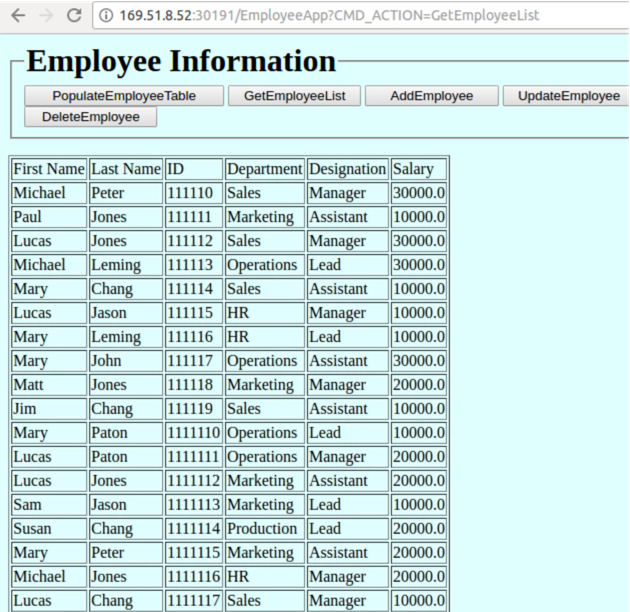 169.51.8.52:30191/EmployeeApp?CMD_ACTION=GetEmployeeList
Employee Information
PopulateEmployeeTable GetEmployeeList AddEmployee UpdateEmployee
DeleteEmployee
First Name Last Name ID Department Designation Salary
Michael Peter 111110 Sales Manager 30000.0
Paul Jones 111111 Marketing Assistant 10000.0
Lucas Jones 111112 Sales Manager 30000.0
Michael Leming 111113 Operations Lead 30000.0
Mary Chang 111114 Sales Assistant 10000.0
Lucas Jason 111115 HR Manager 10000.0
Mary Leming 111116 HR Lead 10000.0
Mary John 111117 Operations Assistant 30000.0
Matt Jones 111118 Marketing Manager 20000.0
Jim Chang 111119 Sales Assistant 10000.0
Mary Paton 1111110 Operations Lead 10000.0
Lucas Paton 1111111 Operations Manager 20000.0
Lucas Jones 1111112 Marketing Assistant 20000.0
Sam Jason 1111113 Marketing Lead 10000.0
Susan Chang 1111114 Production Lead 20000.0
Mary Peter 1111115 Marketing Assistant 20000.0
Michael Jones 1111116 HR Manager 20000.0
Lucas Chang 1111117 Sales Manager 10000.0